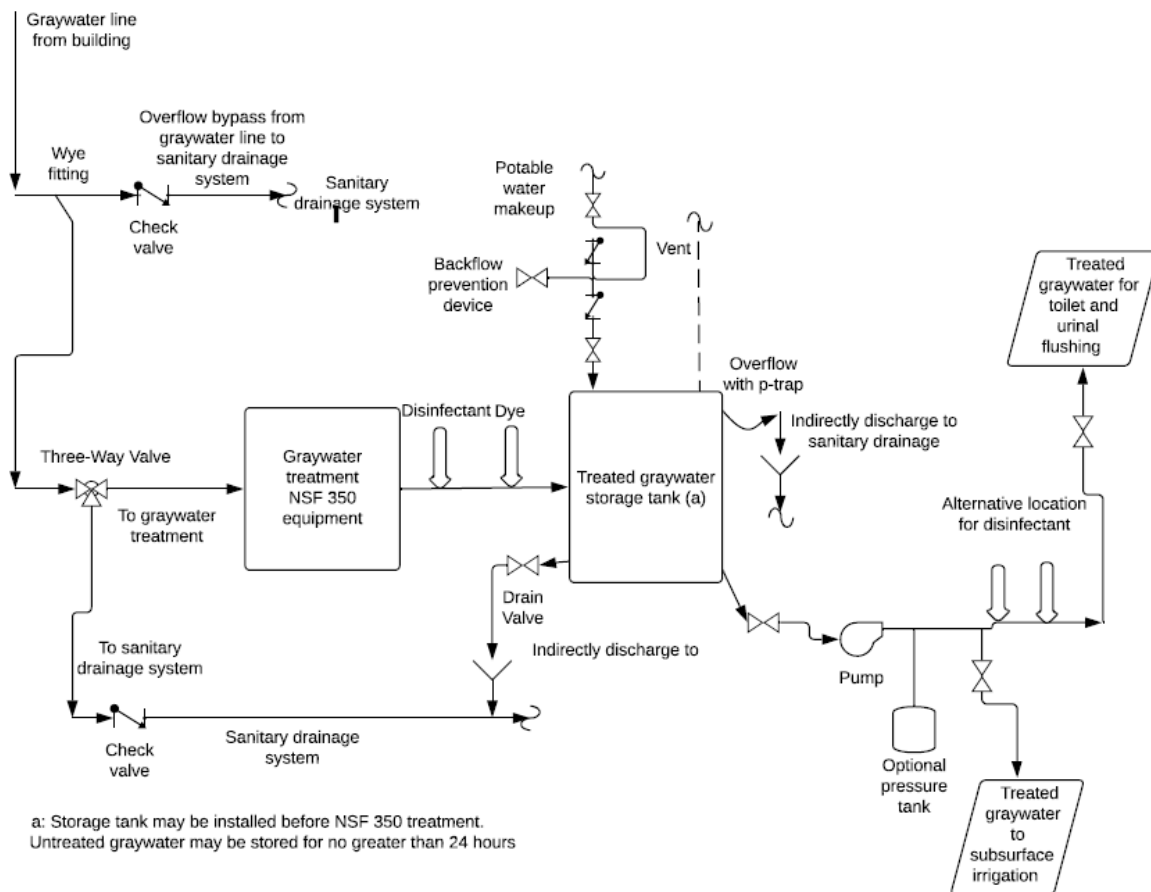 Graywater line
from building
Overflow bypass from
graywater line to
sanitary drainage
system
Wye
fitting
Check
valve
Sanitary
drainage system
Potable
water
makeup
Vent
Backflow
prevention
device
Treated
graywater for
toilet and
urinal
flushing
Overflow
with p-trap
Indirectly discharge to
sanitary drainage
Three-Way Valve
To graywater
treatment
Graywater
treatment
NSF 350
equipment
Disinfectant Dye
Treated graywater
storage tank (a)
Alternative location
for disinfectant
Drain
Valve
Indirectly discharge to
To sanitary
drainage system
Check
valve
Sanitary drainage
system
Pump
Optional
pressure
tank
Treated
graywater
to
subsurface
irrigation
a: Storage tank may be installed before NSF 350 treatment.
Untreated graywater may be stored for no greater than 24 hours